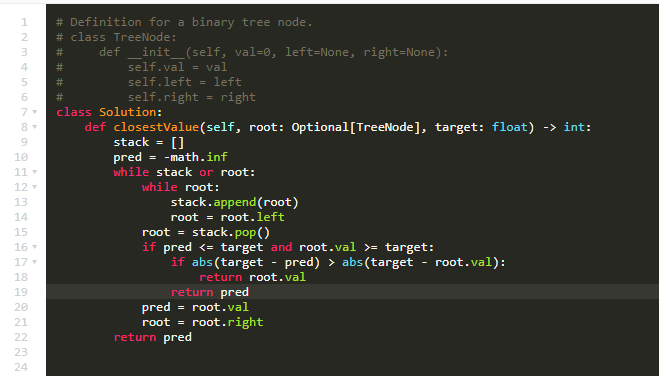 1 # Definition for a binary tree node.
2 # class TreeNode:
3 #     def __init__(self, val=0, left=None, right=None):
4 #         self.val = val
5 #         self.left = left
6 #         self.right = right
7 class Solution:
8     def closestValue(self, root: Optional[TreeNode], target: float) -> int:
9         stack = []
10         pred = -math.inf
11         while stack or root:
12             while root:
13                 stack.append(root)
14                 root = root.left
15             root = stack.pop()
16             if pred <= target and root.val >= target:
17                 if abs(target - pred) > abs(target - root.val):
18                     return root.val
19                 return pred
20             pred = root.val
21             root = root.right
22         return pred
23
24